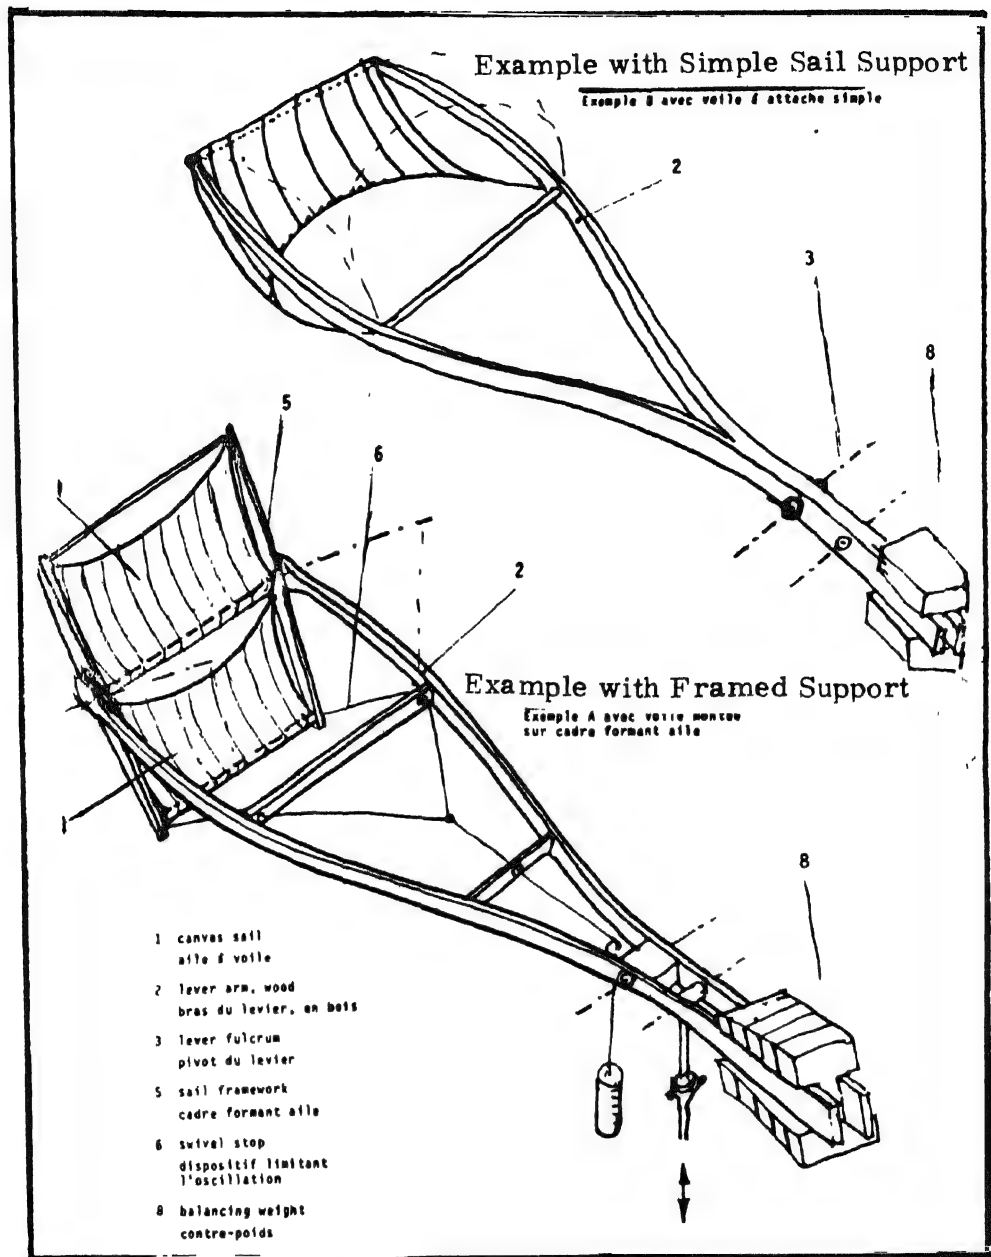 Example with Simple Sail Support
Exemple B avec voile à attache simple
2
3
8
5
6
1
2
Example with Framed Support
Exemple A avec voile montee
sur cadre formant aile
1
8
1 canvas sail
aile à voile
2 lever arm, wood
bras du levier, en bois
3 lever fulcrum
pivot du levier
5 sail framework
cadre formant aile
6 swivel stop
dispositif limitant
l'oscillation
8 balancing weight
contre-poids